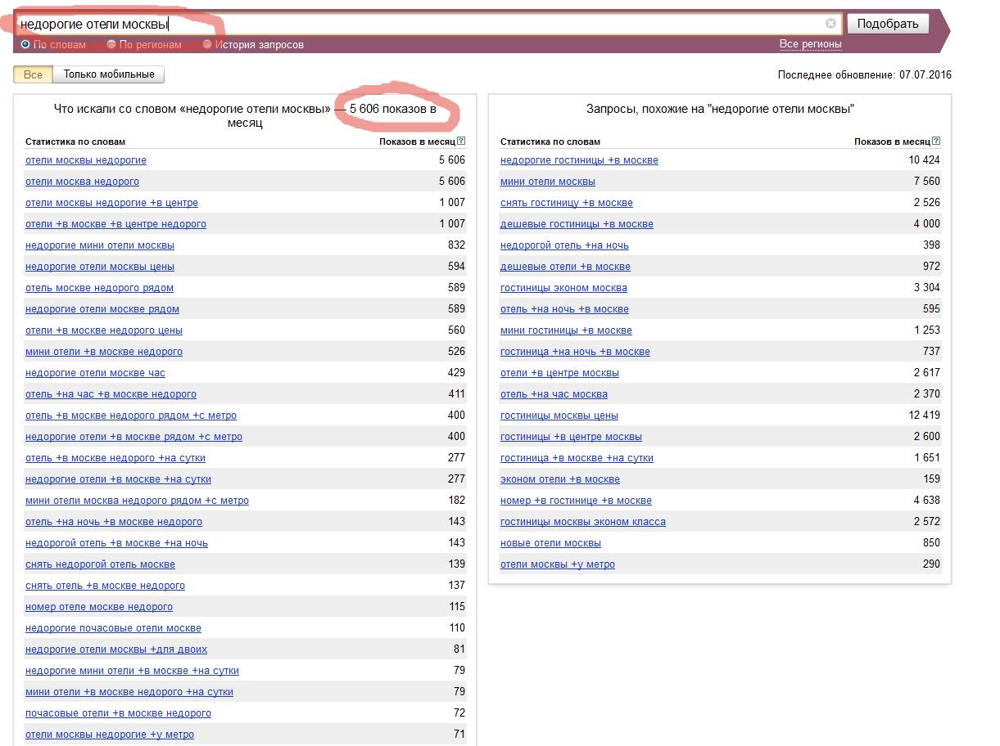 недорогие отели москвы
Подобрать
По словам По регионам История запросов Все регионы
Все Только мобильные Последнее обновление: 07.07.2016
Что искали со словом «недорогие отели москвы» — 5 606 показов в
месяц
Статистика по словам Показов в месяц ?
отели москвы недорогие 5 606
отели москва недорого 5 606
отели москвы недорогие +в центре 1 007
отели +в москве +в центре недорого 1 007
недорогие мини отели москвы 832
недорогие отели москвы цены 594
отель москве недорого рядом 589
недорогие отели москве рядом 589
отели +в москве недорого цены 560
мини отели +в москве недорого 526
недорогие отели москве час 429
отель +на час +в москве недорого 411
отель +в москве недорого рядом +с метро 400
недорогие отели +в москве рядом +с метро 400
отель +в москве недорого +на сутки 277
недорогие отели +в москве +на сутки 277
мини отели москва недорого рядом +с метро 182
отель +на ночь +в москве недорого 143
недорогой отель +в москве +на ночь 143
снять недорогой отель москве 139
снять отель +в москве недорого 137
номер отеле москве недорого 115
недорогие почасовые отели москве 110
недорогие отели москвы +для двоих 81
недорогие мини отели +в москве +на сутки 79
мини отели +в москве недорого +на сутки 79
почасовые отели +в москве недорого 72
отели москвы недорогие +у метро 71
Запросы, похожие на "недорогие отели москвы"
Статистика по словам Показов в месяц ?
недорогие гостиницы +в москве 10 424
мини отели москвы 7 560
снять гостиницу +в москве 2 526
дешевые гостиницы +в москве 4 000
недорогой отель +на ночь 398
дешевые отели +в москве 972
гостиницы эконом москва 3 304
отель +на ночь +в москве 595
мини гостиницы +в москве 1 253
гостиница +на ночь +в москве 737
отели +в центре москвы 2 617
отель +на час москва 2 370
гостиницы москвы цены 12 419
гостиницы +в центре москвы 2 600
гостиница +в москве +на сутки 1 651
эконом отели +в москве 159
номер +в гостинице +в москве 4 638
гостиницы москвы эконом класса 2 572
новые отели москвы 850
отели москвы +у метро 290